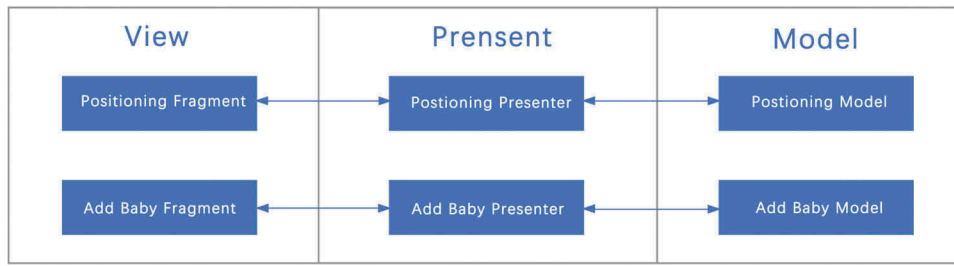 View
Prensent
Model
Positioning Fragment
Postioning Presenter
Postioning Model
Add Baby Fragment
Add Baby Presenter
Add Baby Model